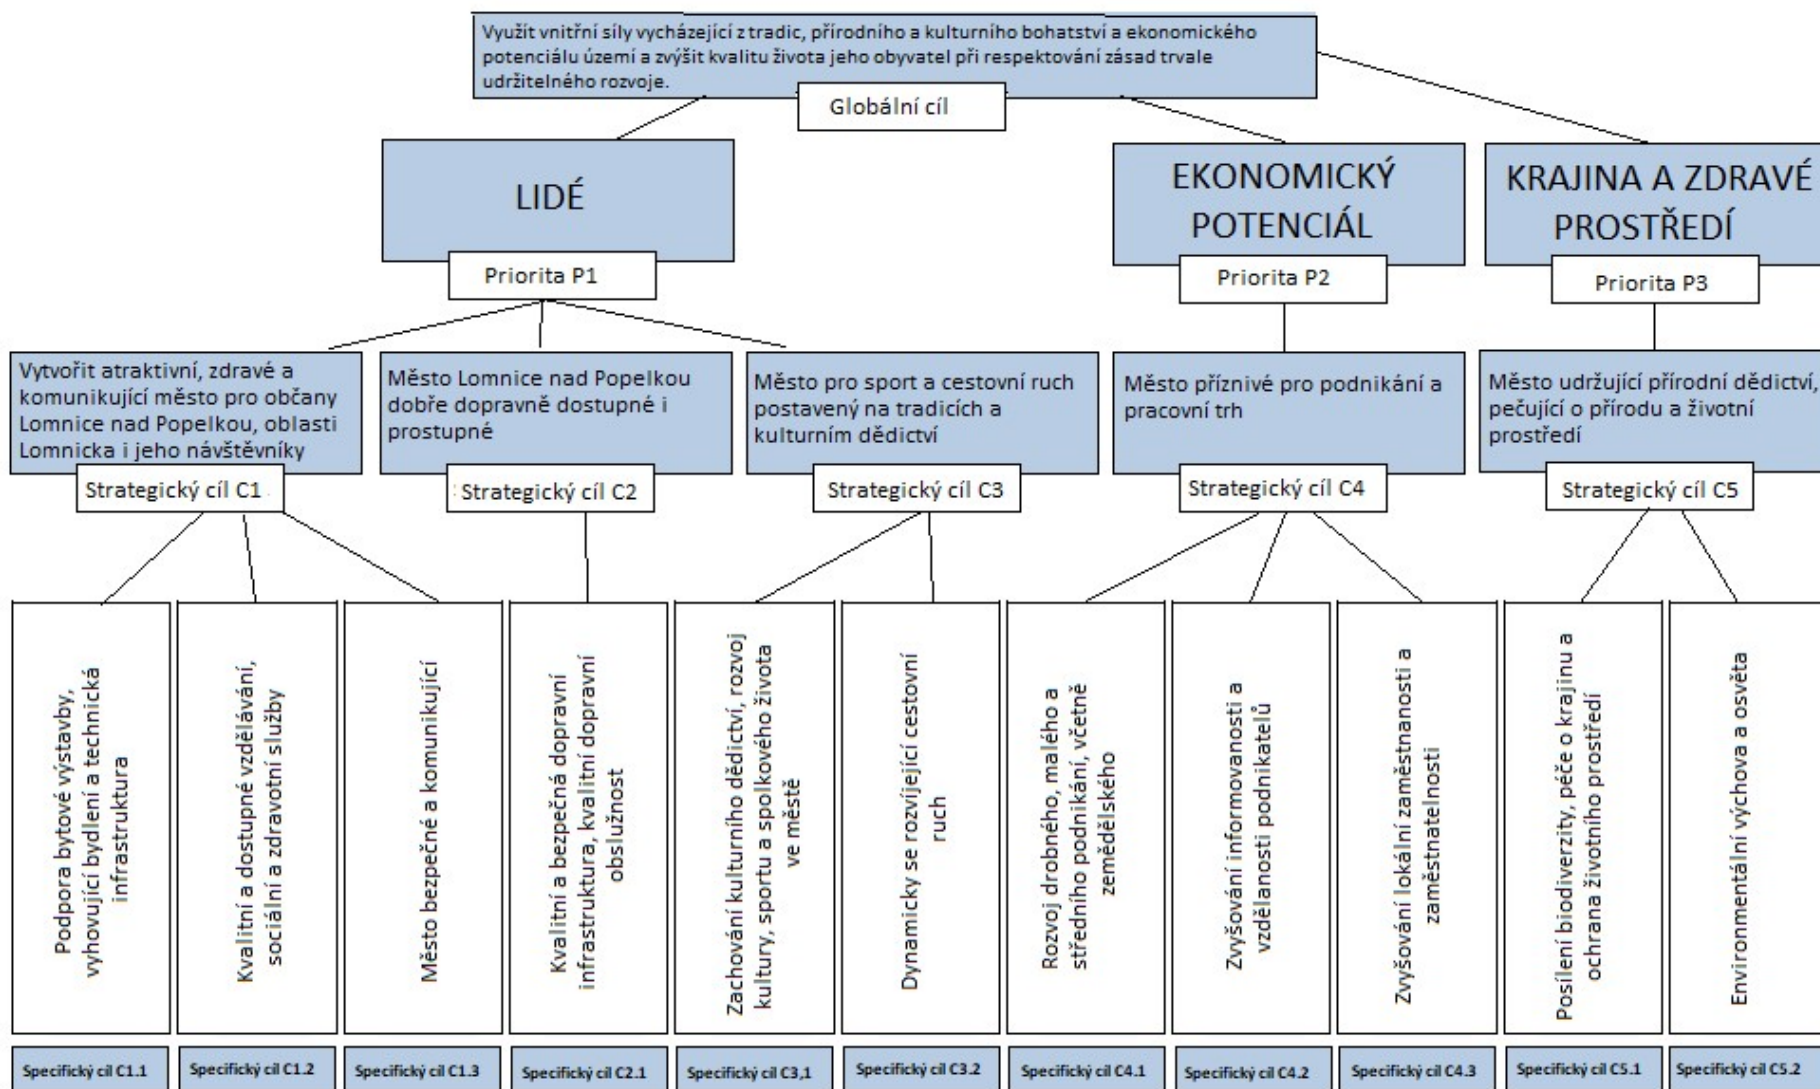 Využít vnitřní síly vycházející z tradic, přírodního a kulturního bohatství a ekonomického
potenciálu území a zvýšit kvalitu života jeho obyvatel při respektování zásad trvale
udržitelného rozvoje.
Globální cíl
LIDÉ
Priorita P1
EKONOMICKÝ
POTENCIÁL
Priorita P2
KRAJINA A ZDRAVÉ
PROSTŘEDÍ
Priorita P3
Vytvořit atraktivní, zdravé a
komunikující město pro občany
Lomnice nad Popelkou, oblasti
Lomnicka i jeho návštěvníky
Strategický cíl C1
Město Lomnice nad Popelkou
dobře dopravně dostupné i
prostupné
Strategický cíl C2
Město pro sport a cestovní ruch
postavený na tradicích a
kulturním dědictví
Strategický cíl C3
Město příznivé pro podnikání a
pracovní trh
Strategický cíl C4
Město udržující přírodní dědictví,
pečující o přírodu a životní
prostředí
Strategický cíl C5
Podpora bytové výstavby,
vyhovující bydlení a technická
infrastruktura
Kvalitní a dostupné vzdělávání,
sociální a zdravotní služby
Město bezpečné a komunikující
Kvalitní a bezpečná dopravní
infrastruktura, kvalitní dopravní
obslužnost
Zachování kulturního dědictví, rozvoj
kultury, sportu a spolkového života
ve městě
Dynamicky se rozvíjející cestovní
ruch
Rozvoj drobného, malého a
středního podnikání, včetně
zemědělského
Zvyšování informovanosti a
vzdělanosti podnikatelů
Zvyšování lokální zaměstnanosti a
zaměstnatelnosti
Posílení biodiverzity, péče o krajinu a
ochrana životního prostředí
Environmentální výchova a osvěta
Specifický cíl C1.1
Specifický cíl C1.2
Specifický cíl C1.3
Specifický cíl C2.1
Specifický cíl C3,1
Specifický cíl C3.2
Specifický cíl C4.1
Specifický cíl C4.2
Specifický cíl C4.3
Specifický cíl C5.1
Specifický cíl C5.2